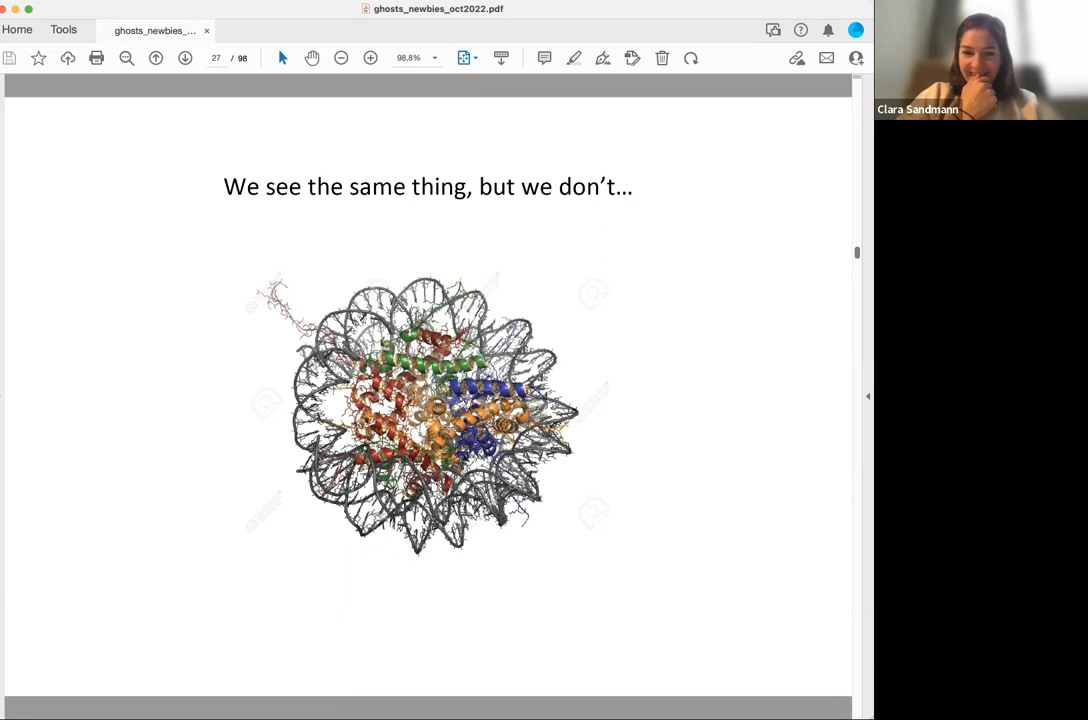 ghosts_newbies_oct2022.pdf
Home
Tools
ghosts_newbies_...
27 / 98
98,8%
Clara Sandmann
We see the same thing, but we don’t...